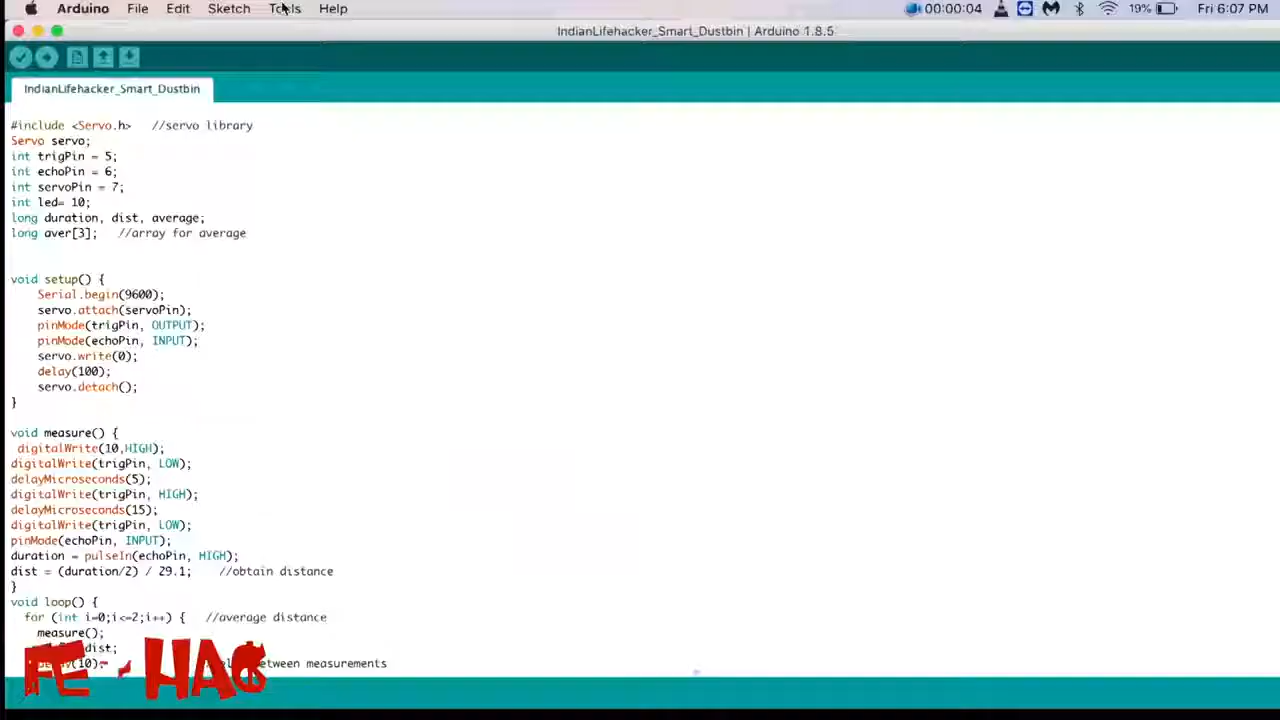 Arduino File Edit Sketch Tools Help 00:00:04 19% Fri 6:07 PM
IndianLifehacker_Smart_Dustbin | Arduino 1.8.5
IndianLifehacker_Smart_Dustbin
#include <Servo.h> //servo library
Servo servo;
int trigPin = 5;
int echoPin = 6;
int servoPin = 7;
int led= 10;
long duration, dist, average;
long aver[3]; //array for average
void setup() {
Serial.begin(9600);
servo.attach(servoPin);
pinMode(trigPin, OUTPUT);
pinMode(echoPin, INPUT);
servo.write(0);
delay(100);
servo.detach();
}
void measure() {
digitalWrite(10,HIGH);
digitalWrite(trigPin, LOW);
delayMicroseconds(5);
digitalWrite(trigPin, HIGH);
delayMicroseconds(15);
digitalWrite(trigPin, LOW);
pinMode(echoPin, INPUT);
duration = pulseIn(echoPin, HIGH);
dist = (duration/2) / 29.1; //obtain distance
}
void loop() {
for (int i=0;i<=2;i++) { //average distance
measure();
dist;
(10); between measurements